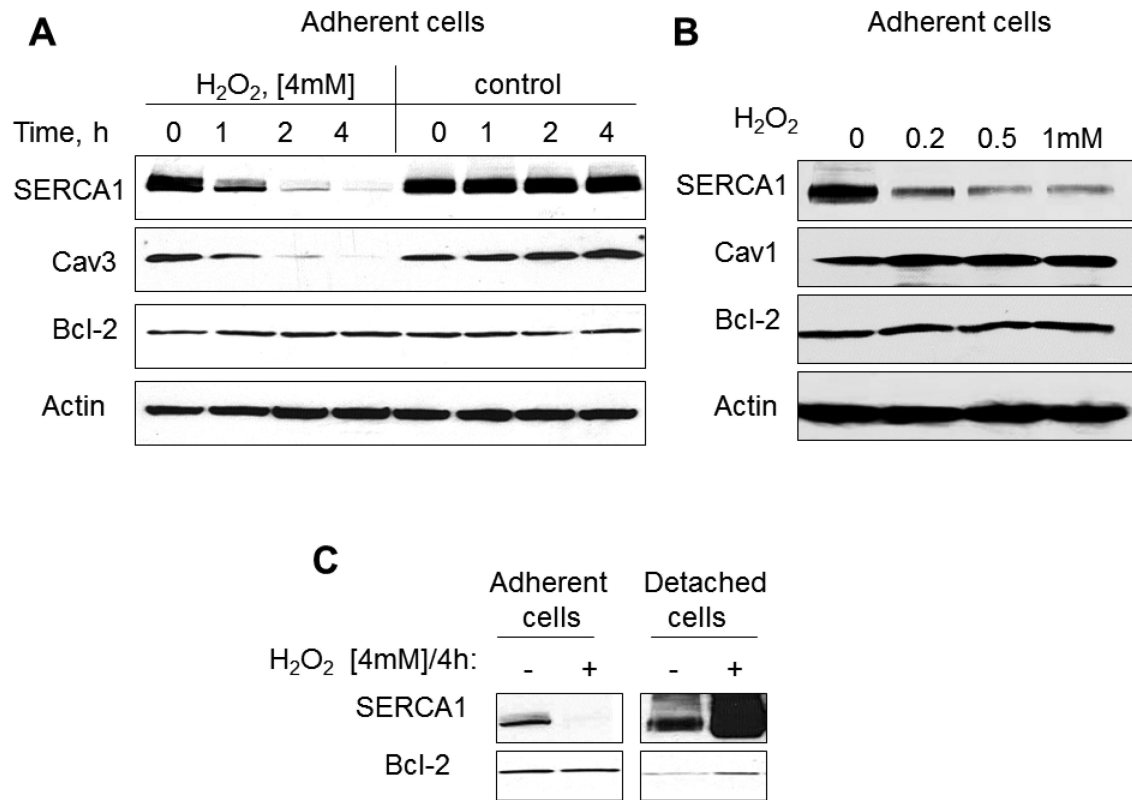 A
Adherent cells
H₂O₂, [4mM] control
Time, h 0 1 2 4 0 1 2 4
SERCA1
Cav3
Bcl-2
Actin
B
Adherent cells
H₂O₂ 0 0.2 0.5 1mM
SERCA1
Cav1
Bcl-2
Actin
C
Adherent Detached
cells cells
H₂O₂ [4mM]/4h: - + - +
SERCA1
Bcl-2